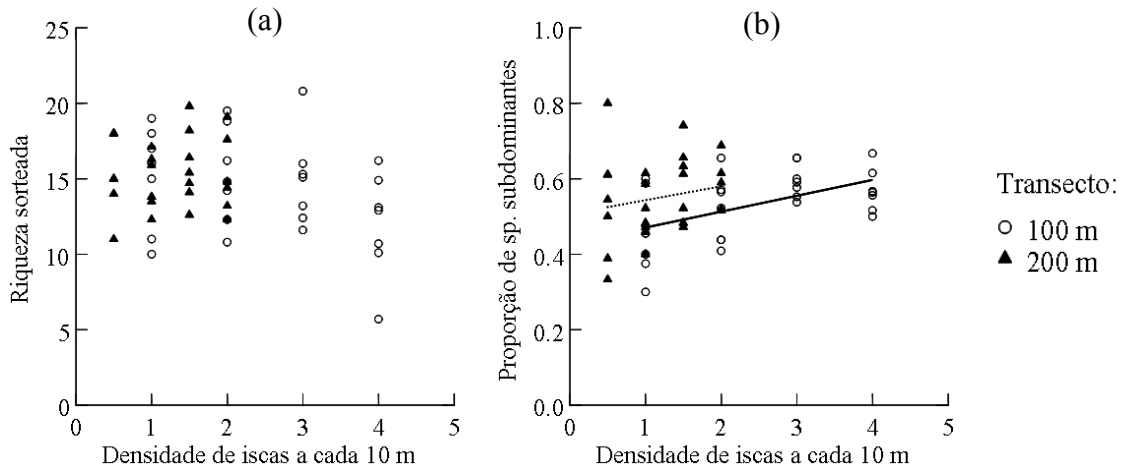 (a)
Riqueza sorteada
25
20
15
10
5
0
0 1 2 3 4 5
Densidade de iscas a cada 10 m
(b)
Proporção de sp. subdominantes
1.0
0.8
0.6
0.4
0.2
0.0
0 1 2 3 4 5
Densidade de iscas a cada 10 m
Transecto:
100 m
200 m